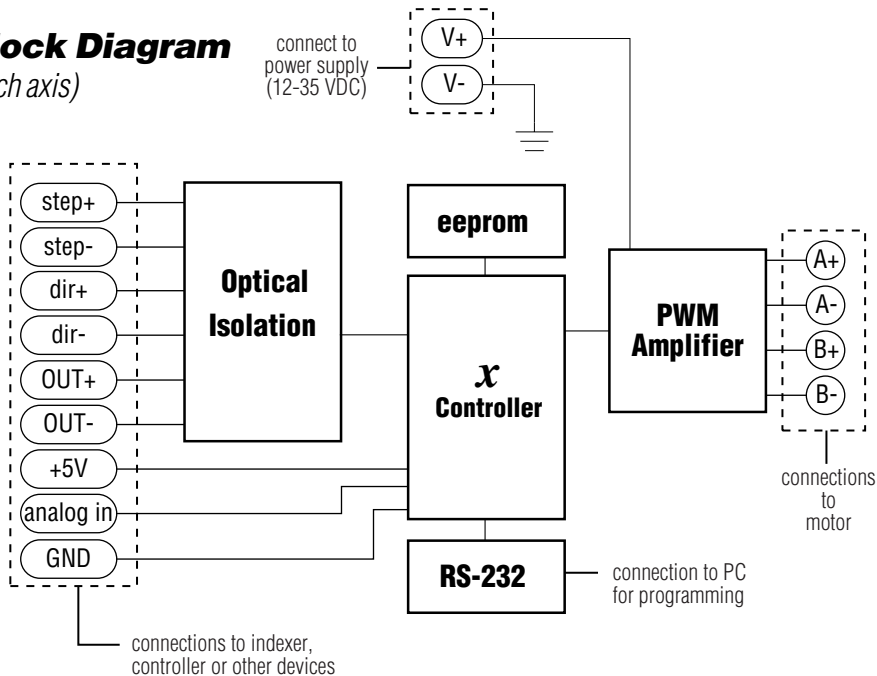 lock Diagram
ch axis)
connect to
power supply
(12-35 VDC)
V+
V-
step+
step-
dir+
dir-
OUT+
OUT-
+5V
analog in
GND
Optical
Isolation
eeprom
x
Controller
RS-232
PWM
Amplifier
A+
A-
B+
B-
connections
to
motor
connection to PC
for programming
connections to indexer,
controller or other devices